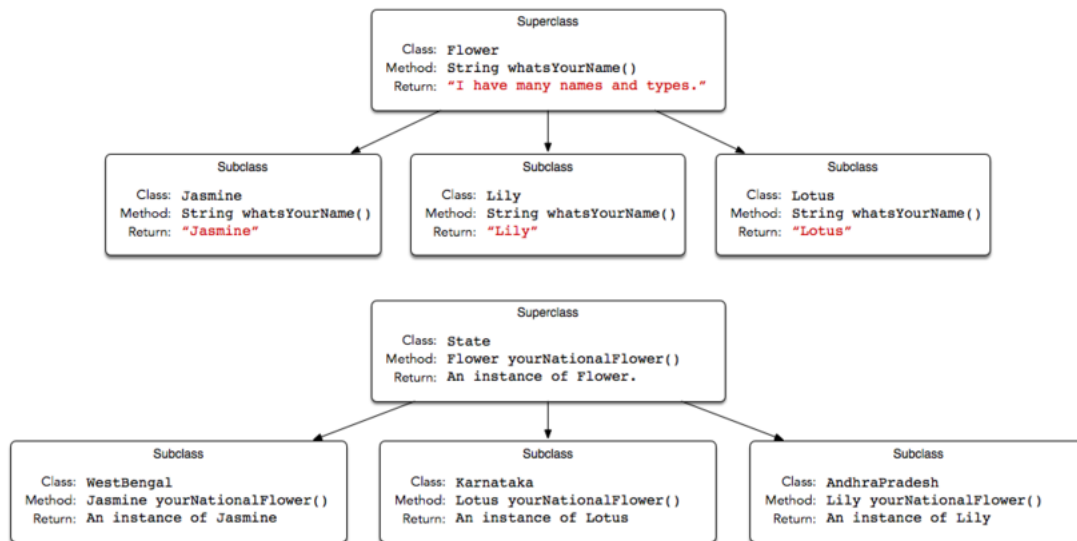 Superclass
Class: Flower
Method: String whatsYourName()
Return: “I have many names and types.”
Subclass
Class: Jasmine
Method: String whatsYourName()
Return: “Jasmine”
Subclass
Class: Lily
Method: String whatsYourName()
Return: “Lily”
Subclass
Class: Lotus
Method: String whatsYourName()
Return: “Lotus”
Superclass
Class: State
Method: Flower yourNationalFlower()
Return: An instance of Flower.
Subclass
Class: WestBengal
Method: Jasmine yourNationalFlower()
Return: An instance of Jasmine
Subclass
Class: Karnataka
Method: Lotus yourNationalFlower()
Return: An instance of Lotus
Subclass
Class: AndhraPradesh
Method: Lily yourNationalFlower()
Return: An instance of Lily